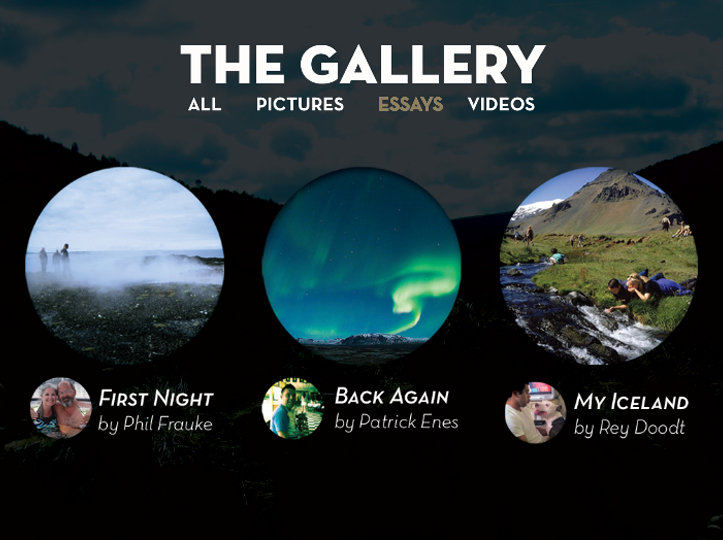 THE GALLERY
ALL PICTURES ESSAYS VIDEOS
First Night
by Phil Frauke
Back Again
by Patrick Enes
My Iceland
by Rey Doodt